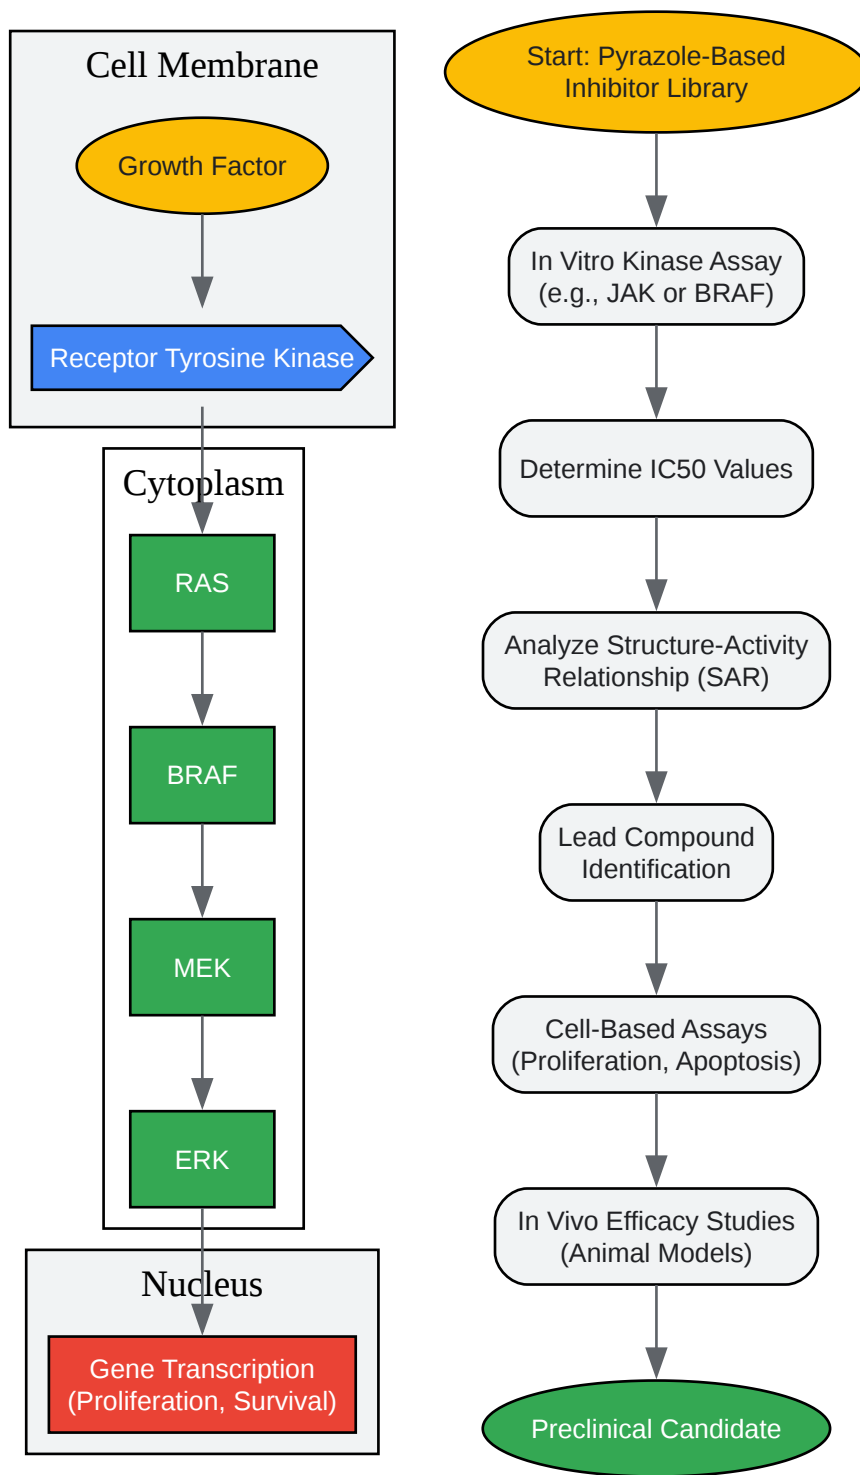 Cell Membrane
Growth Factor
Receptor Tyrosine Kinase
Cytoplasm
RAS
BRAF
MEK
ERK
Nucleus
Gene Transcription
(Proliferation, Survival)
Start: Pyrazole-Based
Inhibitor Library
In Vitro Kinase Assay
(e.g., JAK or BRAF)
Determine IC50 Values
Analyze Structure-Activity
Relationship (SAR)
Lead Compound
Identification
Cell-Based Assays
(Proliferation, Apoptosis)
In Vivo Efficacy Studies
(Animal Models)
Preclinical Candidate